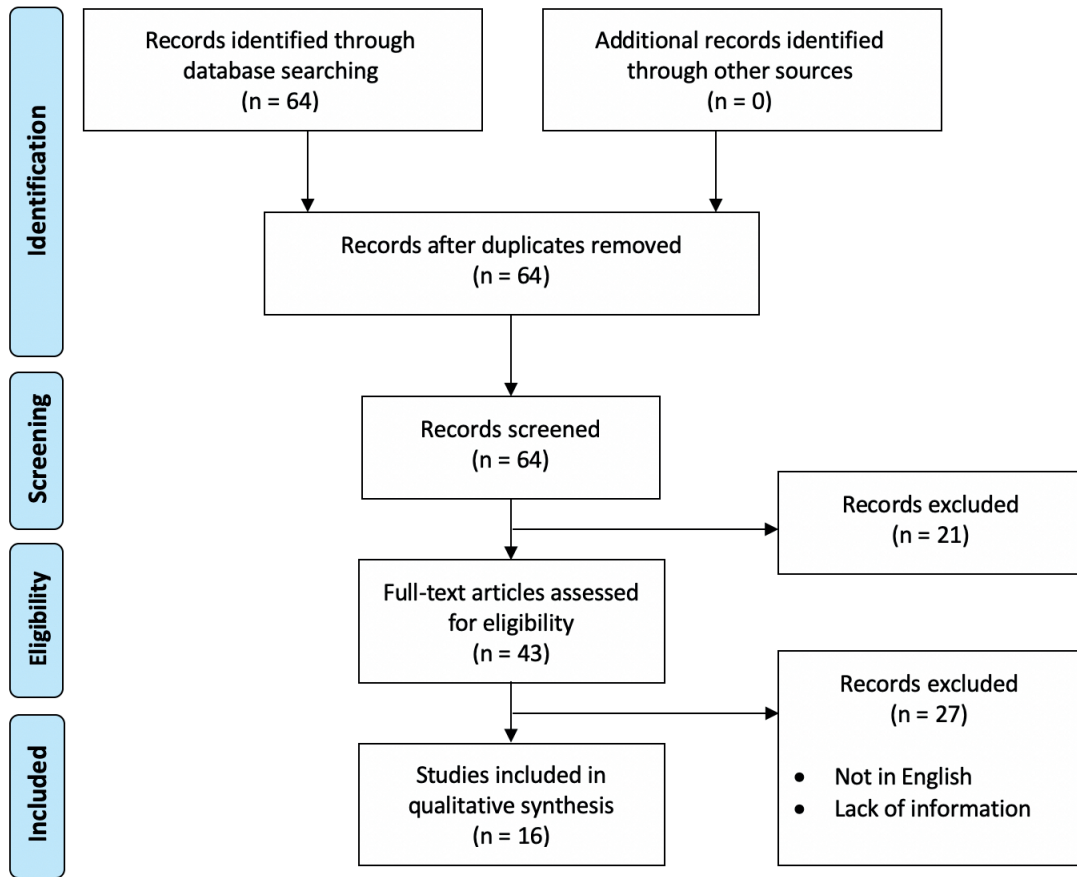 Identification
Records identified through
database searching
(n = 64)
Additional records identified
through other sources
(n = 0)
Records after duplicates removed
(n = 64)
Screening
Records screened
(n = 64)
Records excluded
(n = 21)
Eligibility
Full-text articles assessed
for eligibility
(n = 43)
Records excluded
(n = 27)
• Not in English
• Lack of information
Included
Studies included in
qualitative synthesis
(n = 16)